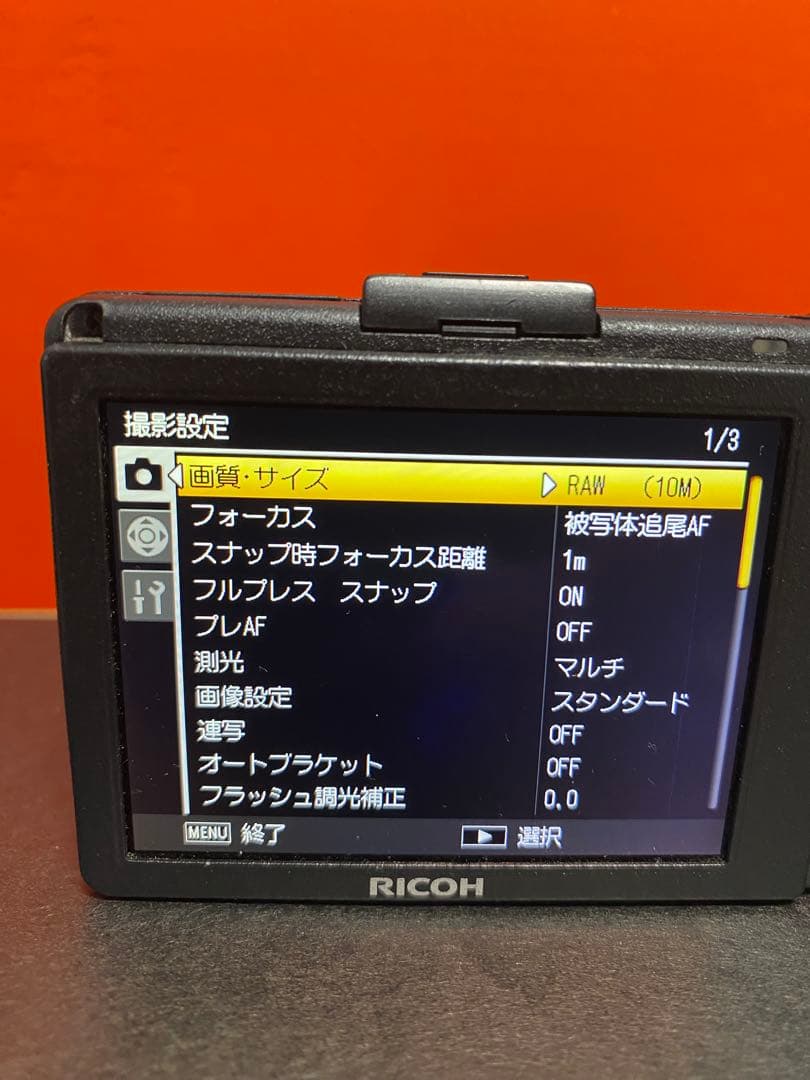 撮影設定 1/3
画質・サイズ RAW (10M)
フォーカス 被写体追尾AF
スナップ時フォーカス距離 1m
フルプレス スナップ ON
プレAF OFF
測光 マルチ
画像設定 スタンダード
連写 OFF
オートブラケット OFF
フラッシュ調光補正 0.0
MENU 終了 選択
RICOH